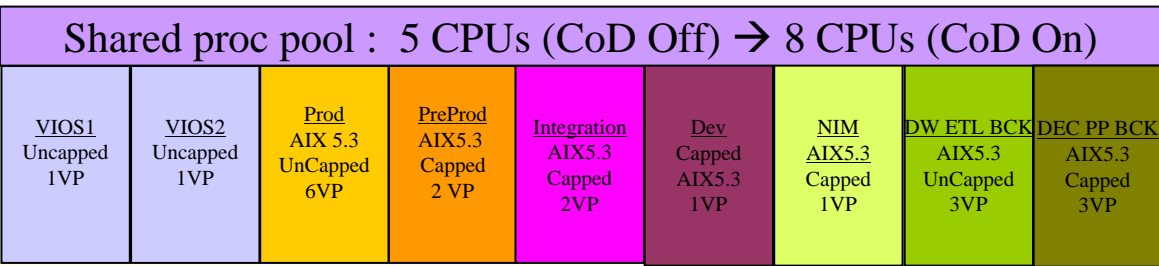 Shared proc pool : 5 CPUs (CoD Off) → 8 CPUs (CoD On)
VIOS1
Uncapped
1VP
VIOS2
Uncapped
1VP
Prod
AIX 5.3
UnCapped
6VP
PreProd
AIX5.3
Capped
2 VP
Integration
AIX5.3
Capped
2VP
Dev
Capped
AIX5.3
1VP
NIM
AIX5.3
Capped
1VP
DW ETL BCK
AIX5.3
UnCapped
3VP
DEC PP BCK
AIX5.3
Capped
3VP